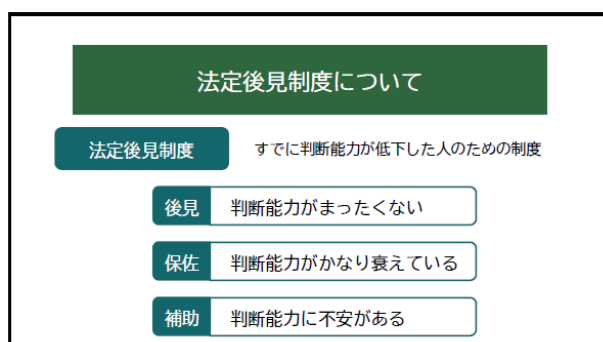 法定後見制度について
法定後見制度 すでに判断能力が低下した人のための制度
後見 判断能力がまったくない
保佐 判断能力がかなり衰えている
補助 判断能力に不安がある